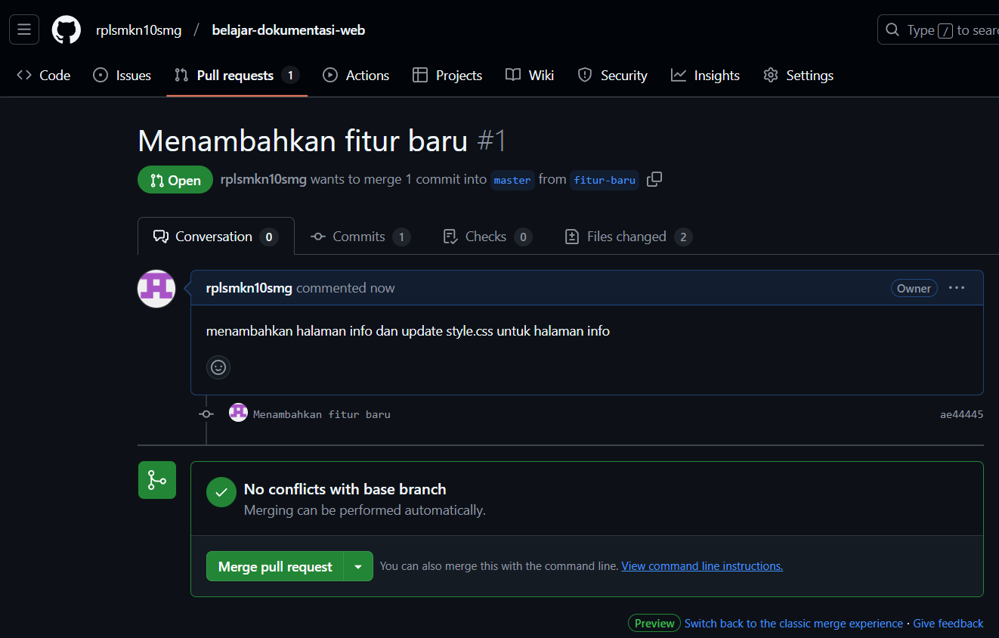 rplsmkn10smg / belajar-dokumentasi-web
Type / to sear
Code Issues Pull requests 1 Actions Projects Wiki Security Insights Settings
Menambahkan fitur baru #1
Open rplsmkn10smg wants to merge 1 commit into master from fitur-baru
Conversation 0 Commits 1 Checks 0 Files changed 2
rplsmkn10smg commented now Owner
menambahkan halaman info dan update style.css untuk halaman info
Menambahkan fitur baru ae44445
No conflicts with base branch
Merging can be performed automatically.
Merge pull request You can also merge this with the command line. View command line instructions.
Preview Switch back to the classic merge experience · Give feedback